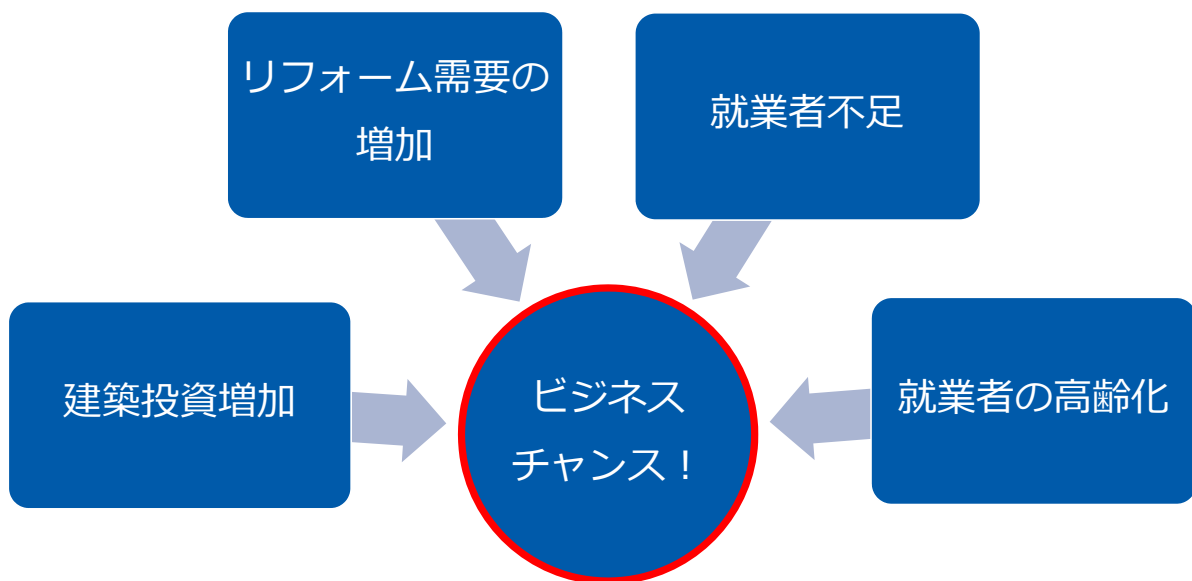 リフォーム需要の
増加
就業者不足
建築投資増加
ビジネス
チャンス！
就業者の高齢化